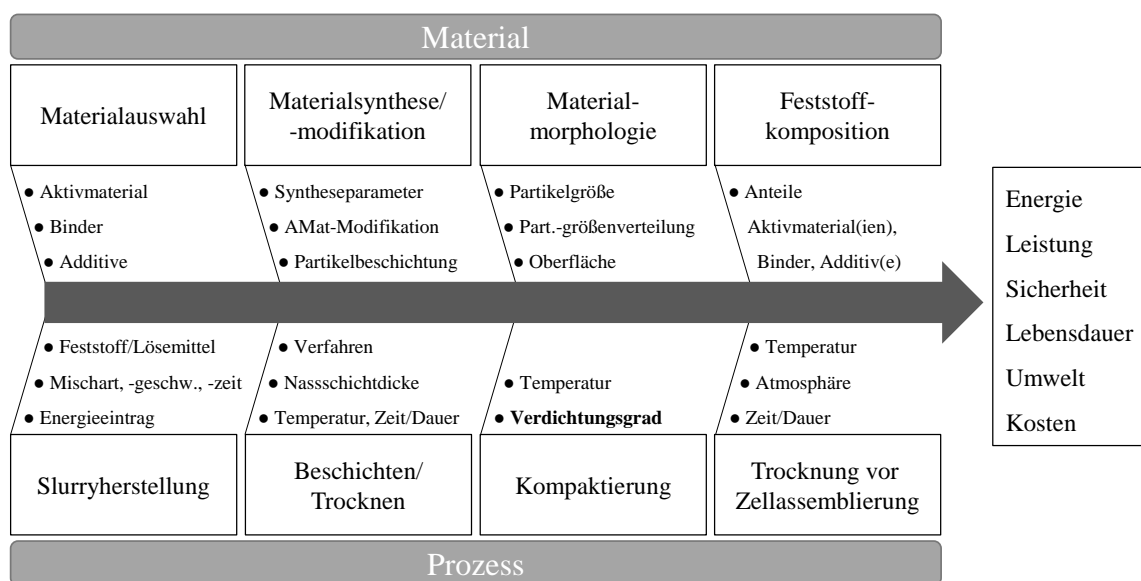 Material
Materialauswahl
Materialsynthese/
-modifikation
Material-
morphologie
Feststoff-
komposition
● Aktivmaterial
● Binder
● Additive
● Syntheseparameter
● AMat-Modifikation
● Partikelbeschichtung
● Partikelgröße
● Part.-größenverteilung
● Oberfläche
● Anteile
Aktivmaterial(ien),
Binder, Additiv(e)
Energie
Leistung
Sicherheit
Lebensdauer
Umwelt
Kosten
● Feststoff/Lösemittel
● Mischart, -geschw., -zeit
● Energieeintrag
● Verfahren
● Nassschichtdicke
● Temperatur, Zeit/Dauer
● Temperatur
● Verdichtungsgrad
● Temperatur
● Atmosphäre
● Zeit/Dauer
Slurryherstellung
Beschichten/
Trocknen
Kompaktierung
Trocknung vor
Zellassemblierung
Prozess